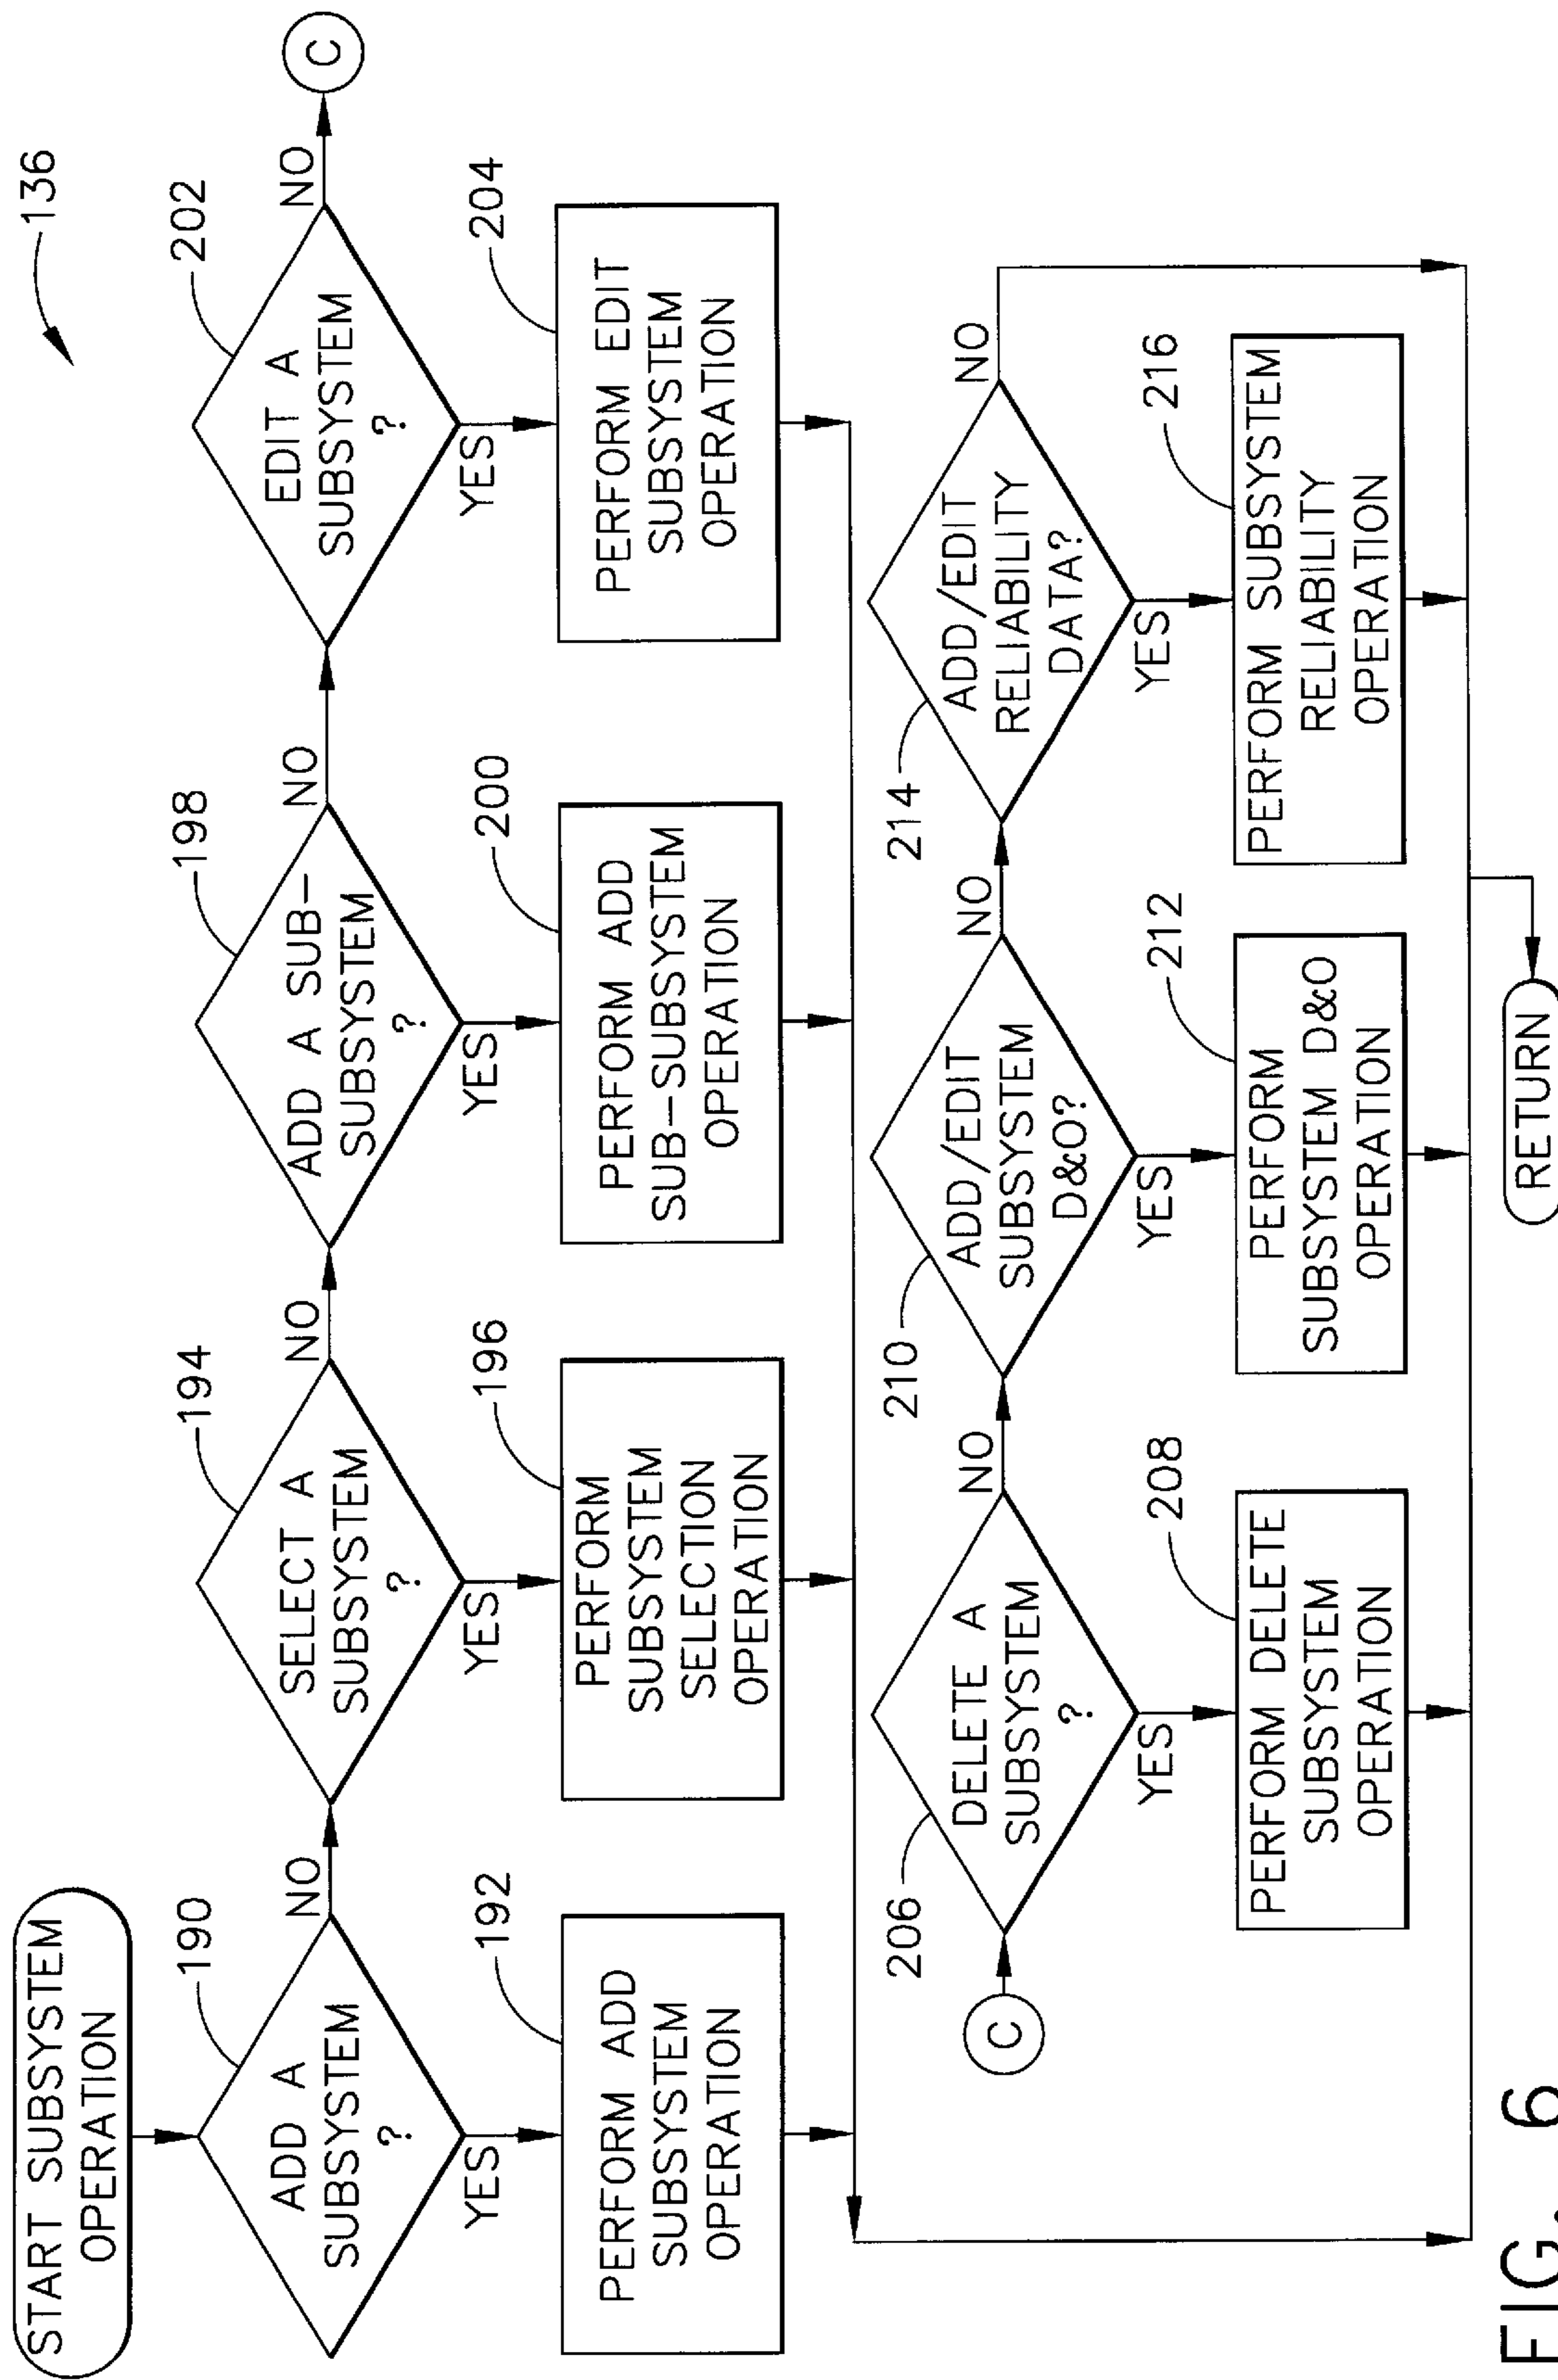 136
START SUBSYSTEM
OPERATION
190
ADD A
SUBSYSTEM
?
NO
YES
192
PERFORM ADD
SUBSYSTEM
OPERATION
194
SELECT A
SUBSYSTEM
?
NO
YES
196
PERFORM
SUBSYSTEM
SELECTION
OPERATION
198
ADD A SUB-
SUBSYSTEM
?
NO
YES
200
PERFORM ADD
SUB-SUBSYSTEM
OPERATION
202
EDIT A
SUBSYSTEM
?
NO
YES
204
PERFORM EDIT
SUBSYSTEM
OPERATION
C
C
206
DELETE A
SUBSYSTEM
?
NO
YES
208
PERFORM DELETE
SUBSYSTEM
OPERATION
210
ADD/EDIT
SUBSYSTEM
D&O?
NO
YES
212
PERFORM
SUBSYSTEM D&O
OPERATION
214
ADD/EDIT
RELIABILITY
DATA?
NO
YES
216
PERFORM SUBSYSTEM
RELIABILITY
OPERATION
RETURN
FIG. 6